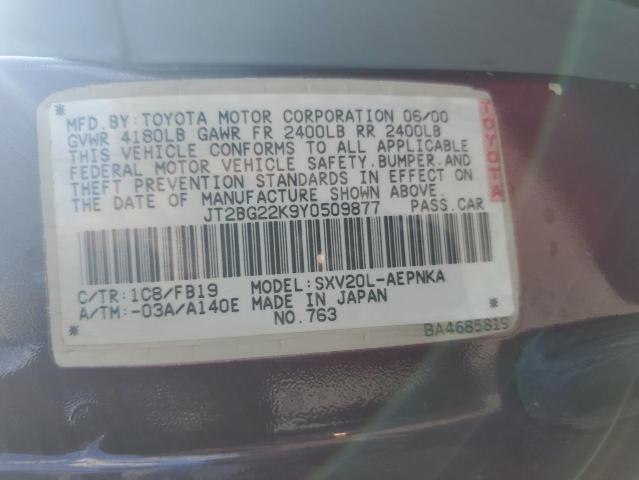 MFD. BY: TOYOTA MOTOR CORPORATION 06/00
GVWR 4180LB GAWR FR 2400LB RR 2400LB
THIS VEHICLE CONFORMS TO ALL APPLICABLE
FEDERAL MOTOR VEHICLE SAFETY, BUMPER, AND
THEFT PREVENTION STANDARDS IN EFFECT ON
THE DATE OF MANUFACTURE SHOWN ABOVE.
JT2BG22K9Y0509877 PASS.CAR
C/TR: 1C8/FB19 MODEL: SXV20L-AEPNKA
A/TM: -03A/A140E MADE IN JAPAN
NO.763
BA4685819
TOYOTA